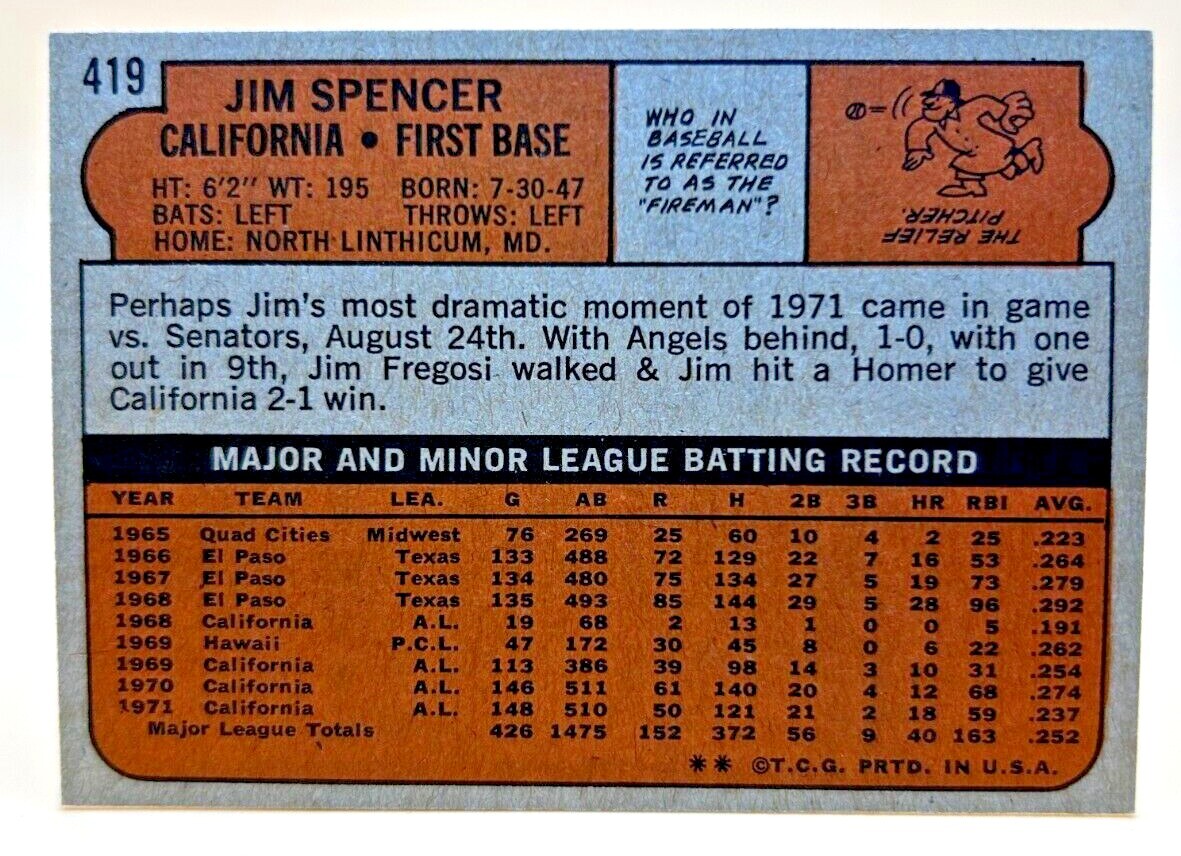 419
JIM SPENCER
CALIFORNIA • FIRST BASE
HT: 6'2" WT: 195 BORN: 7-30-47
BATS: LEFT THROWS: LEFT
HOME: NORTH LINTHICUM, MD.
WHO IN
BASEBALL
IS REFERRED
TO AS THE
"FIREMAN"?
THE RELIEF
PITCHER.
Perhaps Jim's most dramatic moment of 1971 came in game
vs. Senators, August 24th. With Angels behind, 1-0, with one
out in 9th, Jim Fregosi walked & Jim hit a Homer to give
California 2-1 win.
MAJOR AND MINOR LEAGUE BATTING RECORD
YEAR TEAM LEA. G AB R H 2B 3B HR RBI AVG.
1965 Quad Cities Midwest 76 269 25 60 10 4 2 25 .223
1966 El Paso Texas 133 488 72 129 22 7 16 53 .264
1967 El Paso Texas 134 480 75 134 27 5 19 73 .279
1968 El Paso Texas 135 493 85 144 29 5 28 96 .292
1968 California A.L. 19 68 2 13 1 0 0 5 .191
1969 Hawaii P.C.L. 47 172 30 45 8 0 6 22 .262
1969 California A.L. 113 386 39 98 14 3 10 31 .254
1970 California A.L. 146 511 61 140 20 4 12 68 .274
1971 California A.L. 148 510 50 121 21 2 18 59 .237
Major League Totals 426 1475 152 372 56 9 40 163 .252
** ©T.C.G. PRTD. IN U.S.A.